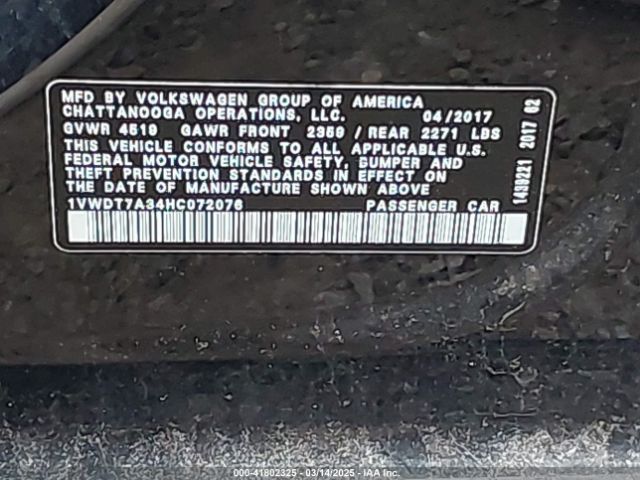 MFD BY VOLKSWAGEN GROUP OF AMERICA
CHATTANOOGA OPERATIONS, LLC. 04/2017
GVWR 4519 GAWR FRONT 2359 / REAR 2271 LBS
THIS VEHICLE CONFORMS TO ALL APPLICABLE U.S.
FEDERAL MOTOR VEHICLE SAFETY, BUMPER AND
THEFT PREVENTION STANDARDS IN EFFECT ON
THE DATE OF MANUFACTURE SHOWN ABOVE
1VWDT7A34HC072076 PASSENGER CAR
1439221 2017 02
000-41802325 - 03/14/2025 - IAA Inc.